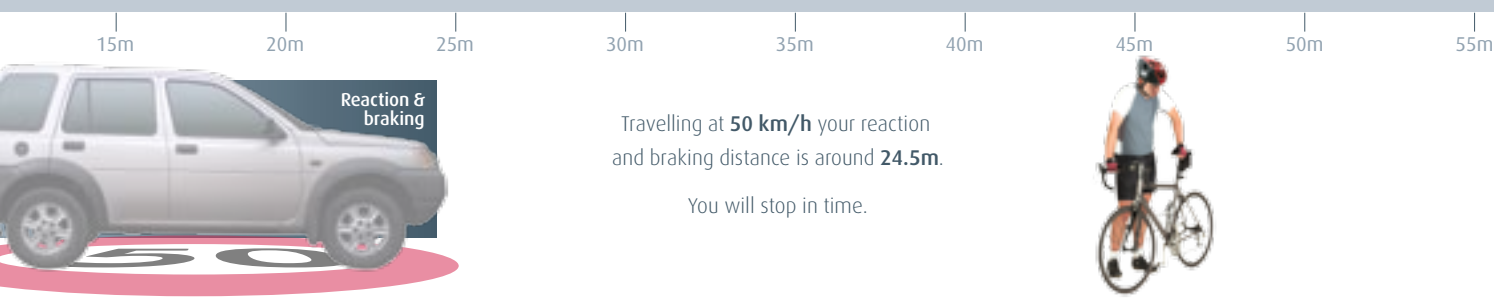 15m 20m 25m 30m 35m 40m 45m 50m 55m
Reaction &
braking
Travelling at 50 km/h your reaction
and braking distance is around 24.5m.
You will stop in time.
50